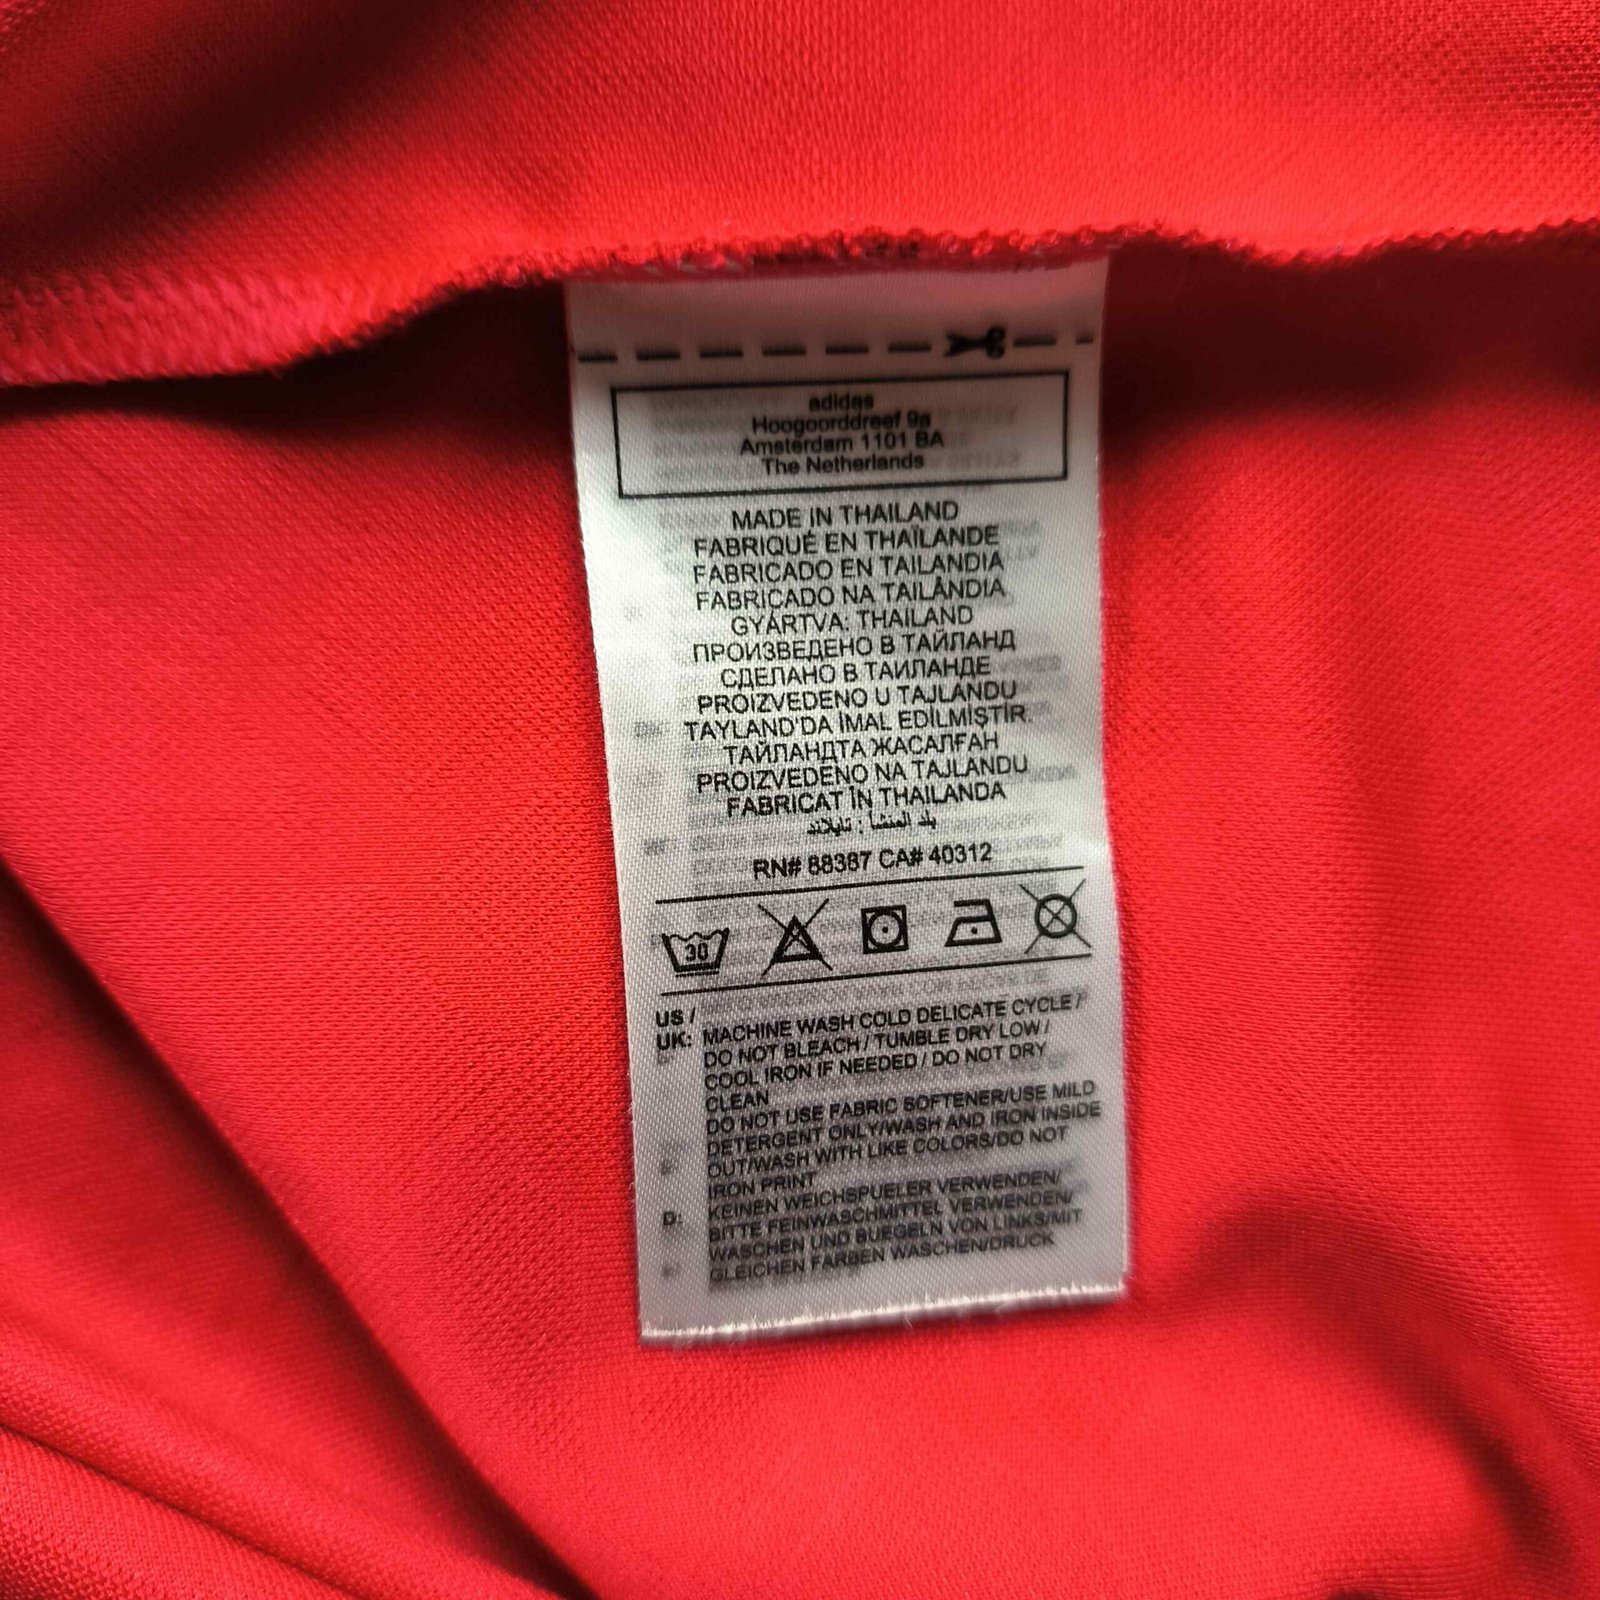 adidas
Hoogoorddreef 9a
Amsterdam 1101 BA
The Netherlands
MADE IN THAILAND
FABRIQUÉ EN THAÏLANDE
FABRICADO EN TAILANDIA
FABRICADO NA TAILÂNDIA
GYÁRTVA: THAILAND
ПРОИЗВЕДЕНО В ТАЙЛАНД
СДЕЛАНО В ТАИЛАНДЕ
PROIZVEDENO U TAJLANDU
TAYLAND'DA İMAL EDİLMİŞTİR.
ТАЙЛАНДТА ЖАСАЛҒАН
PROIZVEDENO NA TAJLANDU
FABRICAT ÎN THAILANDA
بلد المنشأ : تايلاند
RN# 88387 CA# 40312
30
US /
UK: MACHINE WASH COLD DELICATE CYCLE /
DO NOT BLEACH / TUMBLE DRY LOW /
COOL IRON IF NEEDED / DO NOT DRY
CLEAN
DO NOT USE FABRIC SOFTENER/USE MILD
DETERGENT ONLY/WASH AND IRON INSIDE
OUT/WASH WITH LIKE COLORS/DO NOT
IRON PRINT
D: KEINEN WEICHSPUELER VERWENDEN/
BITTE FEINWASCHMITTEL VERWENDEN/
WASCHEN UND BUEGELN VON LINKS/MIT
GLEICHEN FARBEN WASCHEN/DRUCK